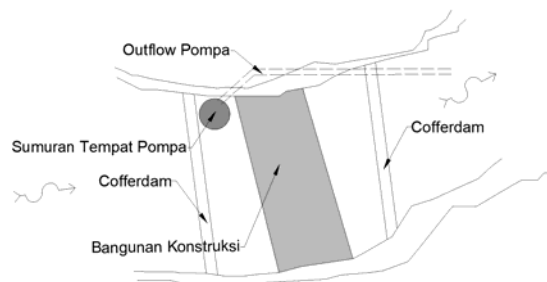 Outflow Pompa
Cofferdam
Sumuran Tempat Pompa
Cofferdam
Bangunan Konstruksi